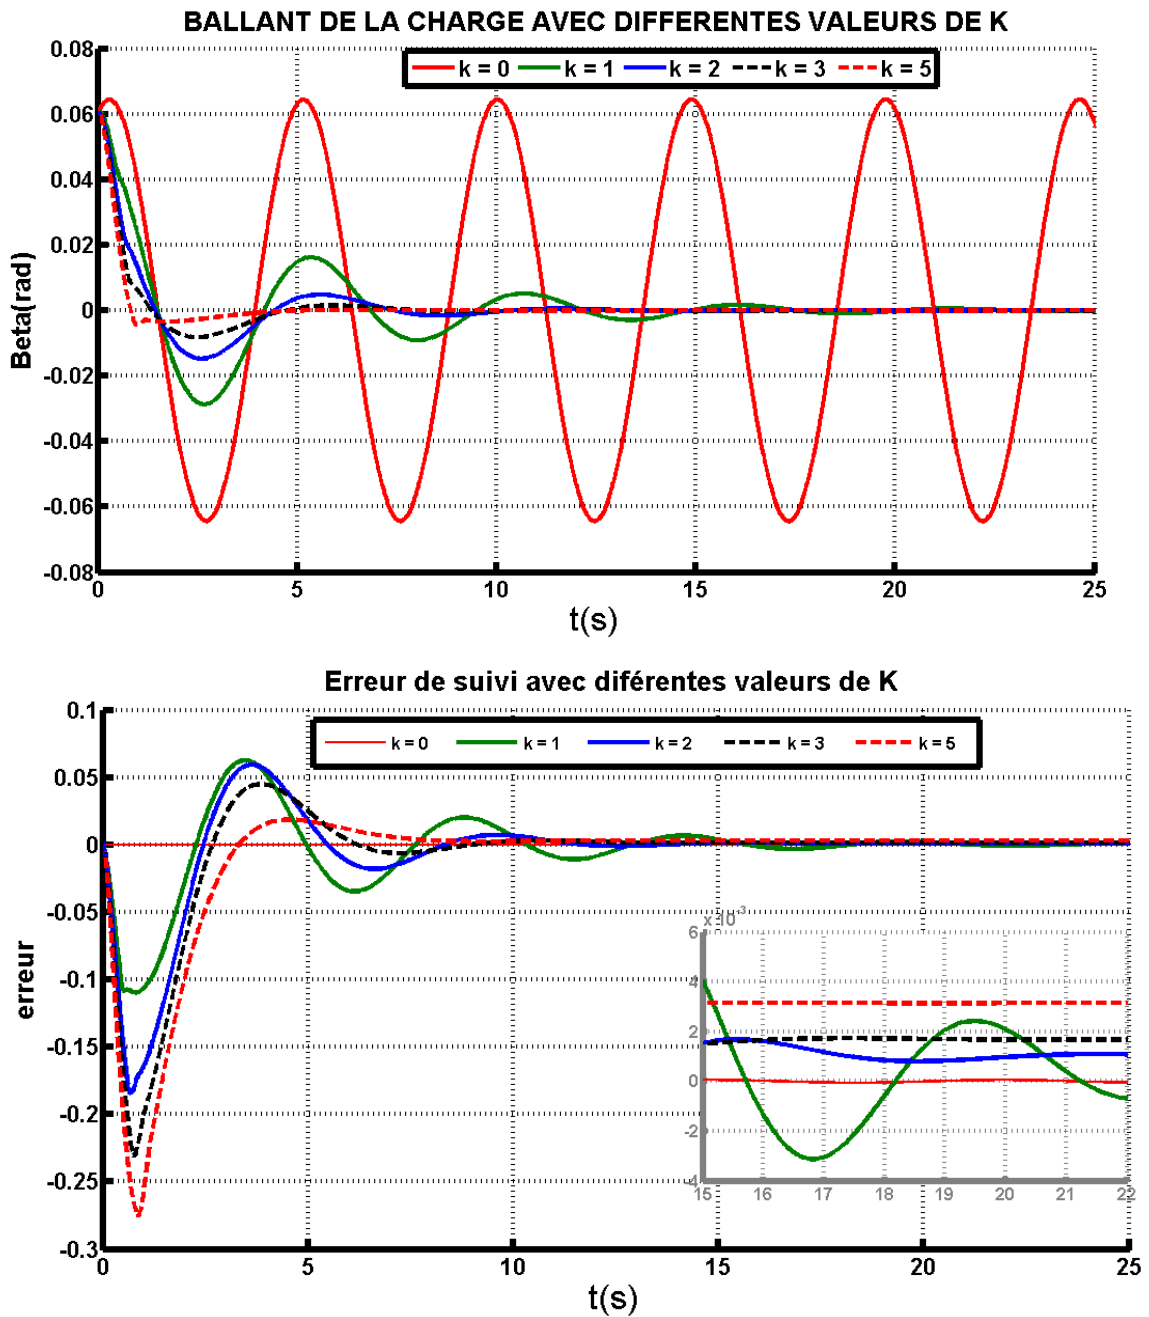 BALLANT DE LA CHARGE AVEC DIFFERENTES VALEURS DE K
0.08
k = 0 k = 1 k = 2 k = 3 k = 5
0.06
0.04
0.02
0
-0.02
-0.04
-0.06
-0.08
Beta(rad)
0 5 10 15 20 25
t(s)
Erreur de suivi avec diférentes valeurs de K
0.1
k = 0 k = 1 k = 2 k = 3 k = 5
0.05
0
-0.05
-0.1
-0.15
-0.2
-0.25
-0.3
erreur
x 10-3
6
4
2
0
-2
-4
15 16 17 18 19 20 21 22
0 5 10 15 20 25
t(s)